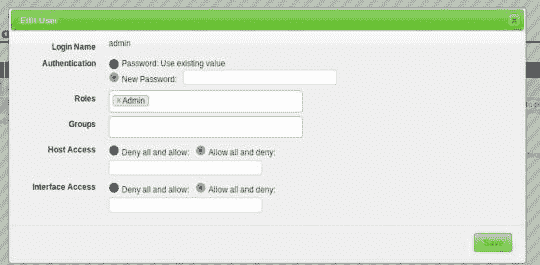 Edit User
Login Name admin
Authentication Password: Use existing value
New Password:
Roles × Admin
Groups
Host Access Deny all and allow: Allow all and deny:
Interface Access Deny all and allow: Allow all and deny:
Save